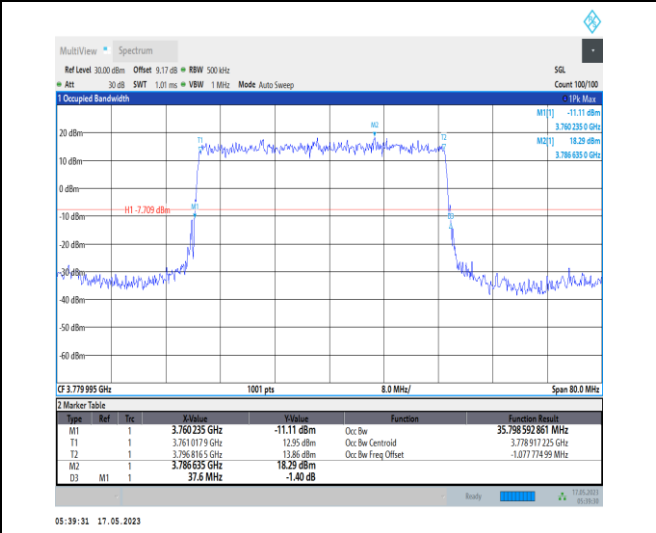 MultiView Spectrum
Ref Level 30.00 dBm Offset 9.17 dB RBW 500 kHz SGL
Att 30 dB SWT 1.01 ms VBW 1 MHz Mode Auto Sweep Count 100/100
1 Occupied Bandwidth 1Pk Max
M1[1] -11.11 dBm
3.760 235 0 GHz
M2[1] 18.29 dBm
3.786 635 0 GHz
M2
T1
T2
20 dBm
10 dBm
0 dBm
M1
H1 -7.709 dBm
D3
-10 dBm
-20 dBm
-30 dBm
-40 dBm
-50 dBm
-60 dBm
CF 3.779 995 GHz 1001 pts 8.0 MHz/ Span 80.0 MHz
2 Marker Table
Type Ref Trc X-Value Y-Value Function Function Result
M1 1 3.760 235 GHz -11.11 dBm Occ Bw 35.798 592 861 MHz
T1 1 3.761 017 9 GHz 12.95 dBm Occ Bw Centroid 3.778 917 225 GHz
T2 1 3.796 816 5 GHz 13.86 dBm Occ Bw Freq Offset -1.077 774 99 MHz
M2 1 3.786 635 GHz 18.29 dBm
D3 M1 1 37.6 MHz -1.40 dB
Ready 17.05.2023
05:39:30
05:39:31 17.05.2023